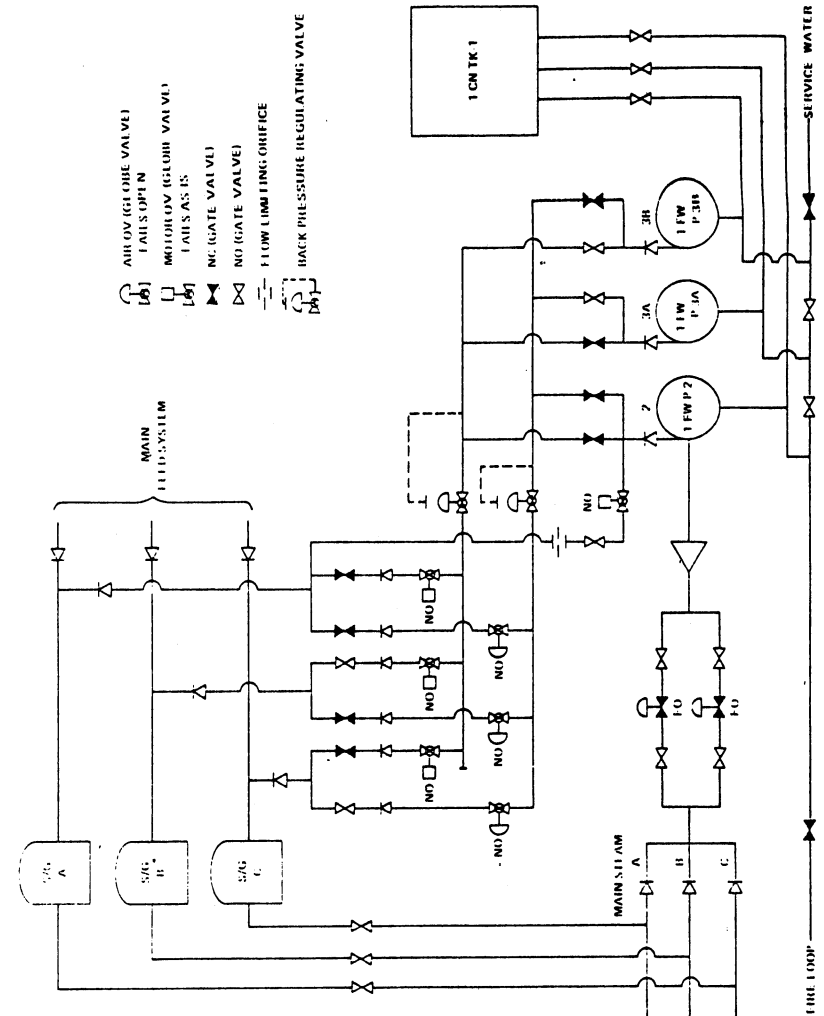 AIR OV (GLOBE VALVE)
FAILS OPEN
MOTOR OV (GLOBE VALVE)
FAILS AS IS
NC (GATE VALVE)
NO (GATE VALVE)
FLOW LIMITING ORIFICE
BACK PRESSURE REGULATING VALVE
1 CN TK-1
SERVICE WATER
3B
1 FW
P 3B
3A
1 FW
P 3A
2
1 FW P 2
MAIN
FEED SYSTEM
NO
NO
NO
NO
NO
NO
- NO
FO
FO
S/G
A
S/G
B
S/G
C
MAIN STEAM
A
B
C
FIRE LOOP